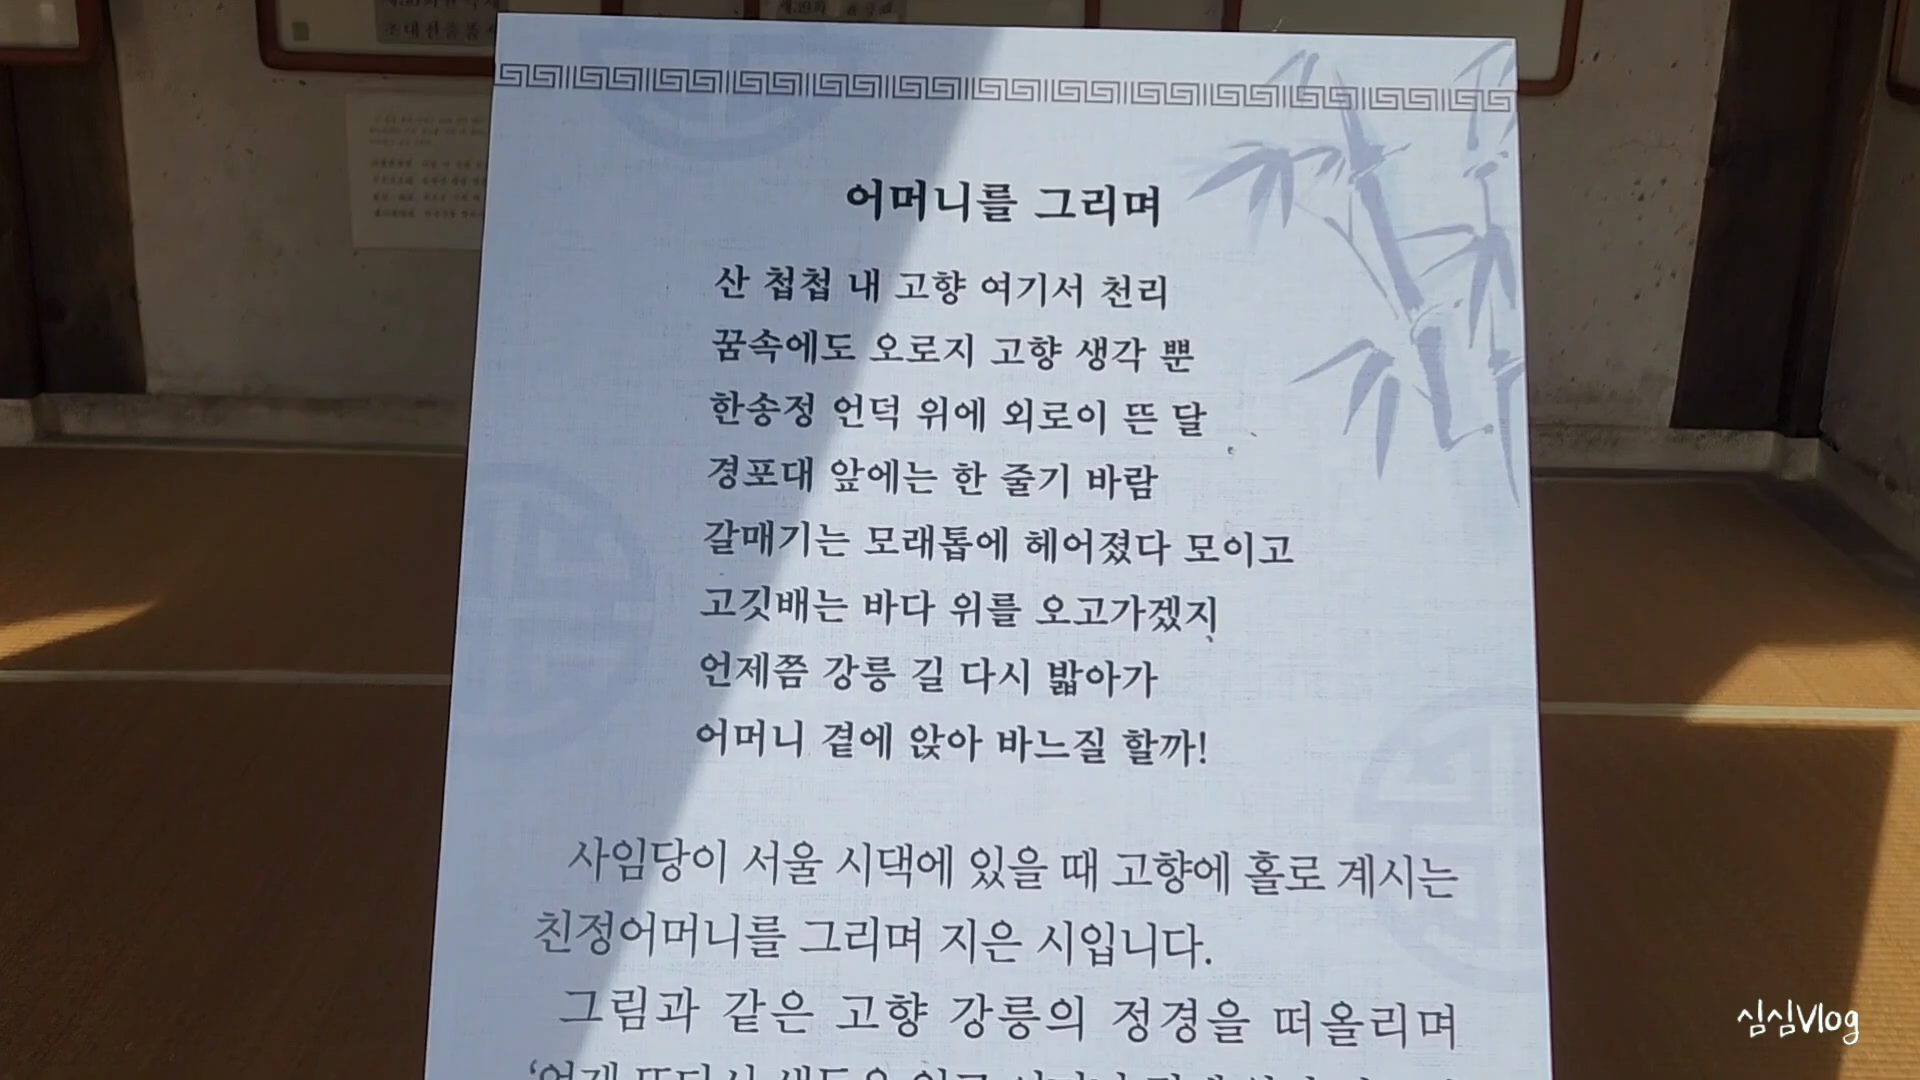 어머니를 그리며
산 첩첩 내 고향 여기서 천리
꿈속에도 오로지 고향 생각 뿐
한송정 언덕 위에 외로이 뜬 달
경포대 앞에는 한 줄기 바람
갈매기는 모래톱에 헤어졌다 모이고
고깃배는 바다 위를 오고가겠지
언제쯤 강릉 길 다시 밟아가
어머니 곁에 앉아 바느질 할까!
사임당이 서울 시댁에 있을 때 고향에 홀로 계시는
친정어머니를 그리며 지은 시입니다.
그림과 같은 고향 강릉의 정경을 떠올리며
심심Vlog